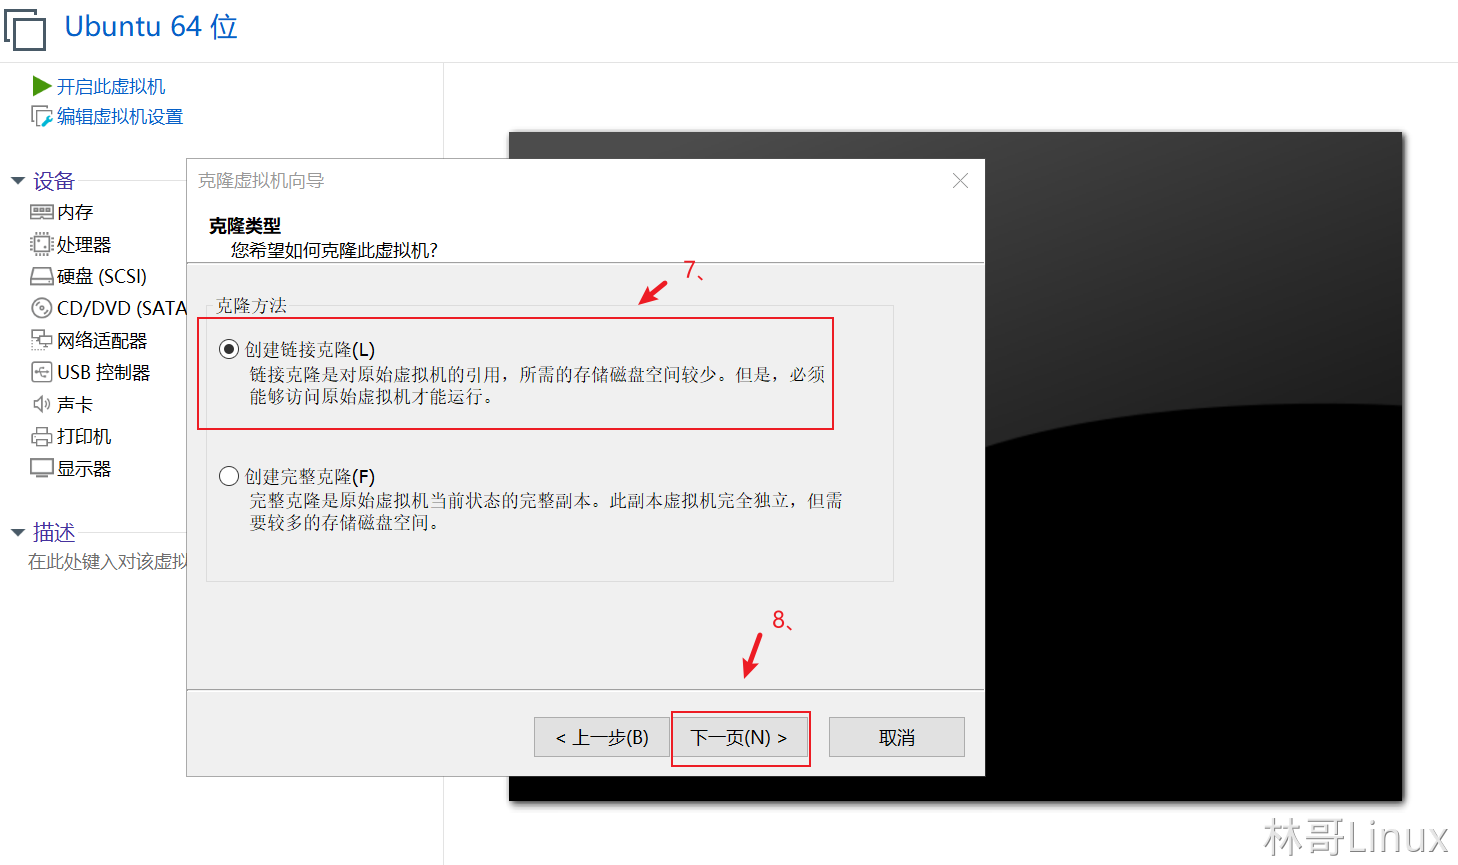 Ubuntu 64 位
开启此虚拟机
编辑虚拟机设置
设备
内存
处理器
硬盘 (SCSI)
CD/DVD (SATA
网络适配器
USB 控制器
声卡
打印机
显示器
描述
在此处键入对该虚拟
克隆虚拟机向导
克隆类型
您希望如何克隆此虚拟机?
7、
克隆方法
创建链接克隆(L)
链接克隆是对原始虚拟机的引用，所需的存储磁盘空间较少。但是，必须
能够访问原始虚拟机才能运行。
创建完整克隆(F)
完整克隆是原始虚拟机当前状态的完整副本。此副本虚拟机完全独立，但需
要较多的存储磁盘空间。
8、
< 上一步(B)
下一页(N) >
取消
林哥Linux